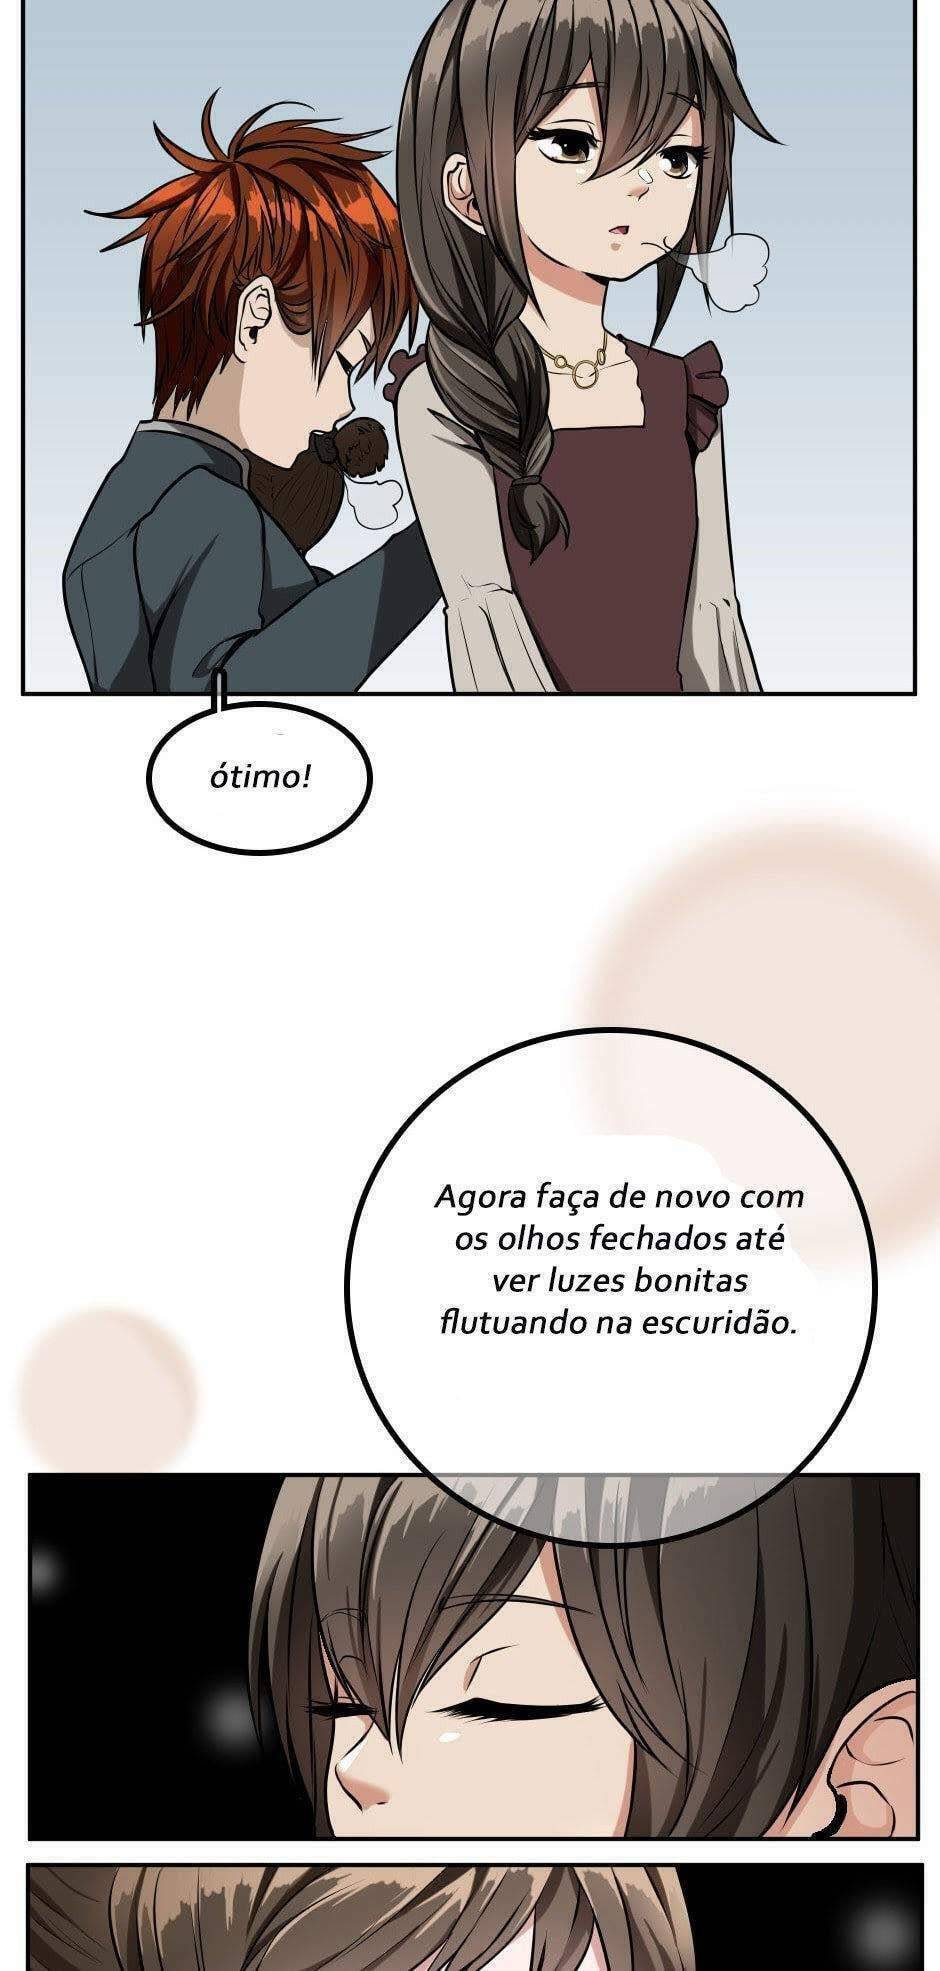 ótimo!
Agora faça de novo com
os olhos fechados até
ver luzes bonitas
flutuando na escuridão.